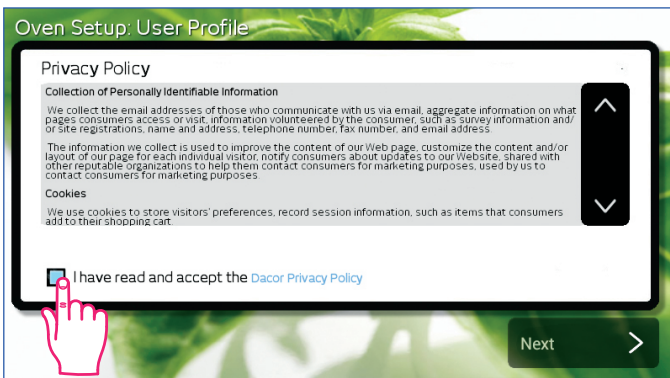 Oven Setup: User Profile
Privacy Policy
Collection of Personally Identifiable Information
We collect the email addresses of those who communicate with us via email, aggregate information on what
pages consumers access or visit, information volunteered by the consumer, such as survey information and/
or site registrations, name and address, telephone number, fax number, and email address.
The information we collect is used to improve the content of our Web page, customize the content and/or
layout of our page for each individual visitor, notify consumers about updates to our Website, shared with
other reputable organizations to help them contact consumers for marketing purposes, used by us to
contact consumers for marketing purposes.
Cookies
We use cookies to store visitors' preferences, record session information, such as items that consumers
add to their shopping cart.
I have read and accept the Dacor Privacy Policy
Next